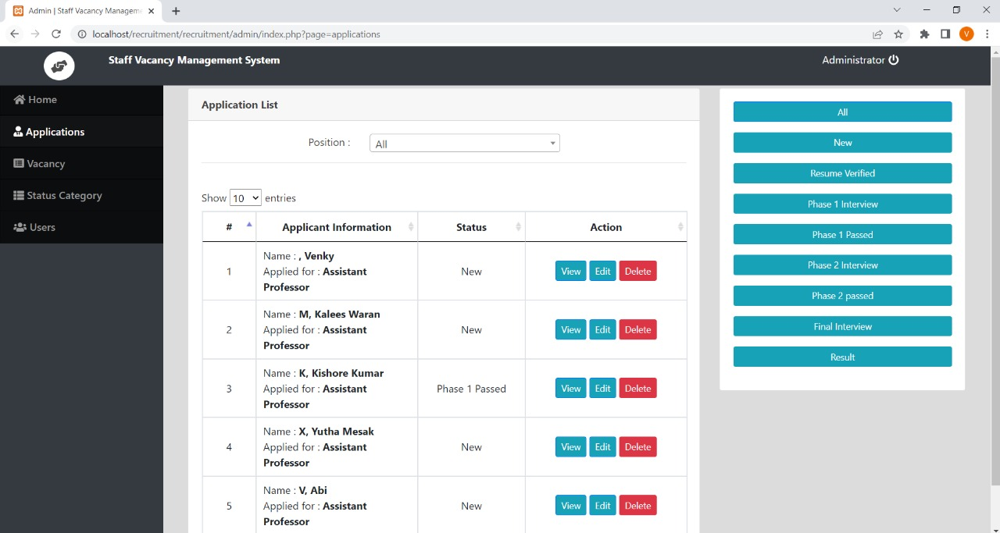 Admin | Staff Vacancy Manageme
localhost/recruitment/recruitment/admin/index.php?page=applications
V
Staff Vacancy Management System
Administrator
Home
Applications
Vacancy
Status Category
Users
Application List
Position :
All
Show 10 entries
# Applicant Information Status Action
Name : , Venky
Applied for : Assistant
Professor
1
New
View Edit Delete
Name : M, Kalees Waran
Applied for : Assistant
Professor
2
New
View Edit Delete
Name : K, Kishore Kumar
Applied for : Assistant
Professor
3
Phase 1 Passed
View Edit Delete
Name : X, Yutha Mesak
Applied for : Assistant
Professor
4
New
View Edit Delete
Name : V, Abi
Applied for : Assistant
Professor
5
New
View Edit Delete
All
New
Resume Verified
Phase 1 Interview
Phase 1 Passed
Phase 2 Interview
Phase 2 passed
Final Interview
Result